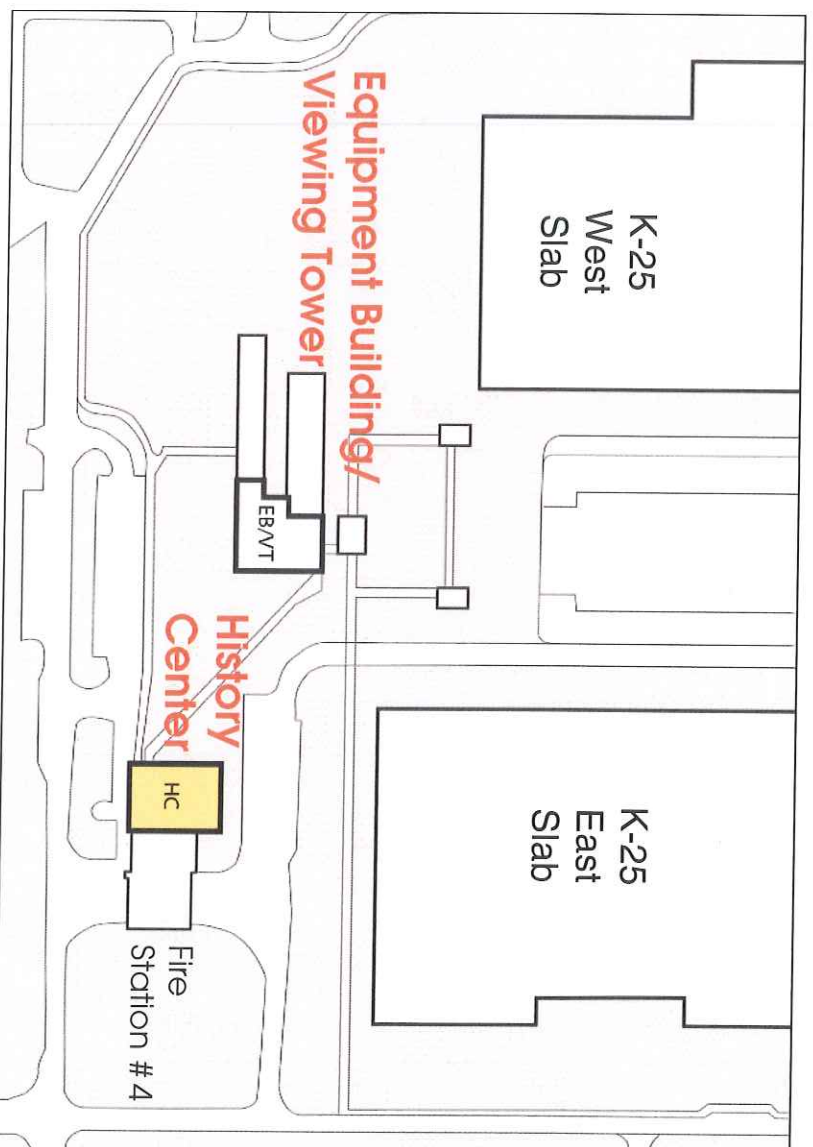 K-25
West
Slab
K-25
East
Slab
Equipment Building/
Viewing Tower
EB/VT
History
Center
HC
Fire
Station #4